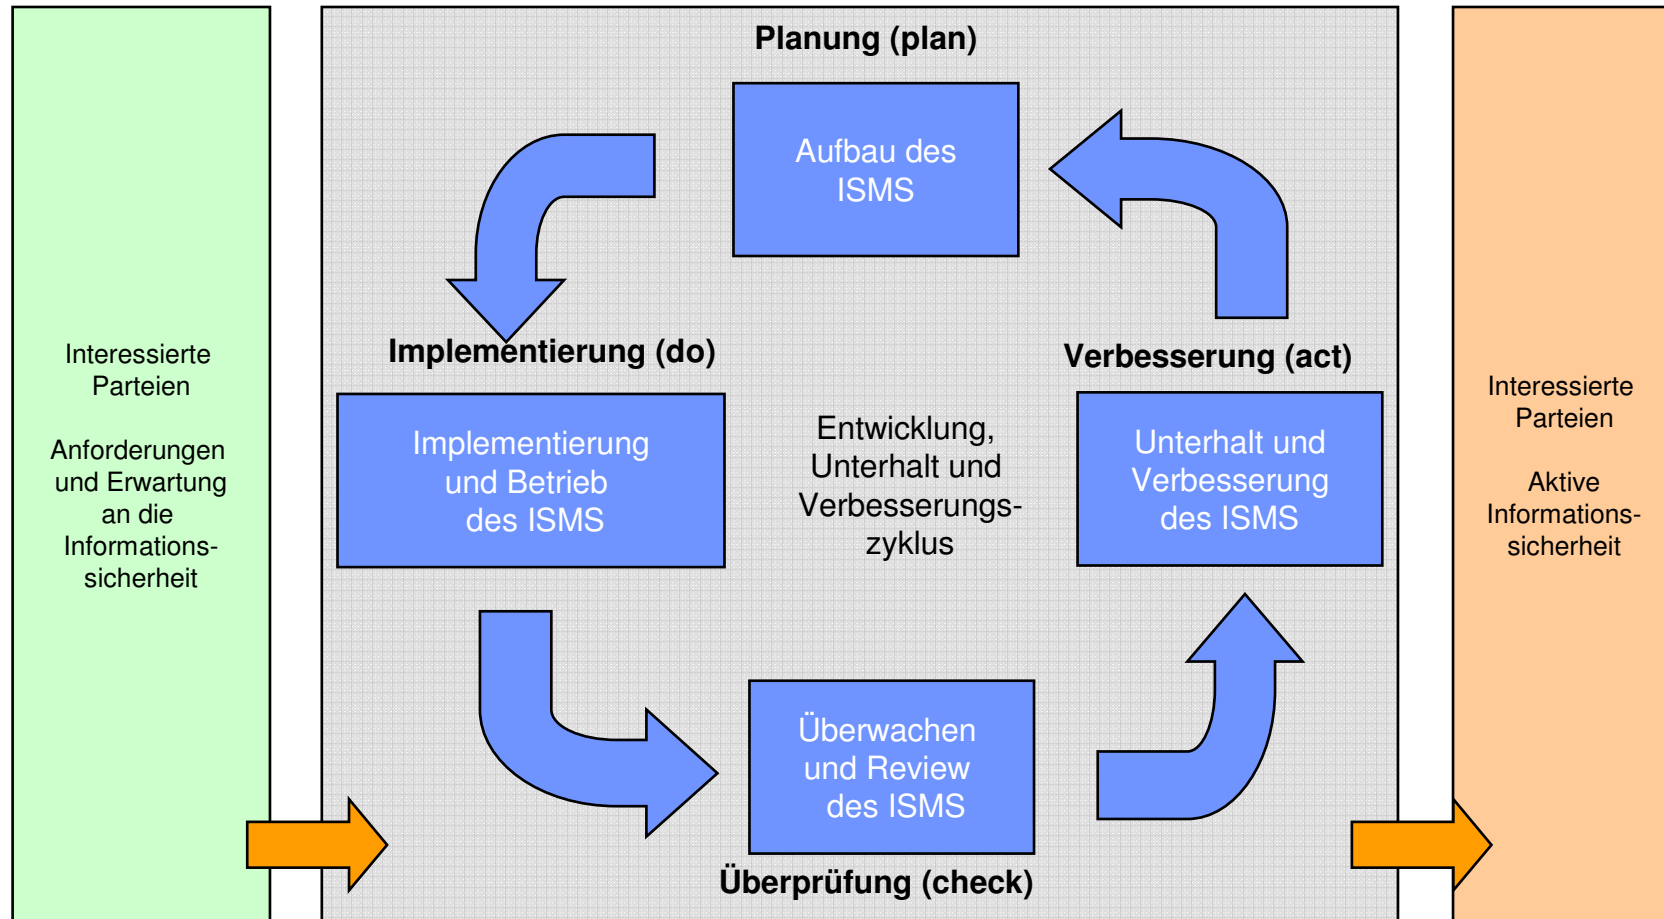 Interessierte
Parteien
Anforderungen
und Erwartung
an die
Informations-
sicherheit
Planung (plan)
Aufbau des
ISMS
Implementierung (do)
Implementierung
und Betrieb
des ISMS
Entwicklung,
Unterhalt und
Verbesserungs-
zyklus
Verbesserung (act)
Unterhalt und
Verbesserung
des ISMS
Überwachen
und Review
des ISMS
Überprüfung (check)
Interessierte
Parteien
Aktive
Informations-
sicherheit